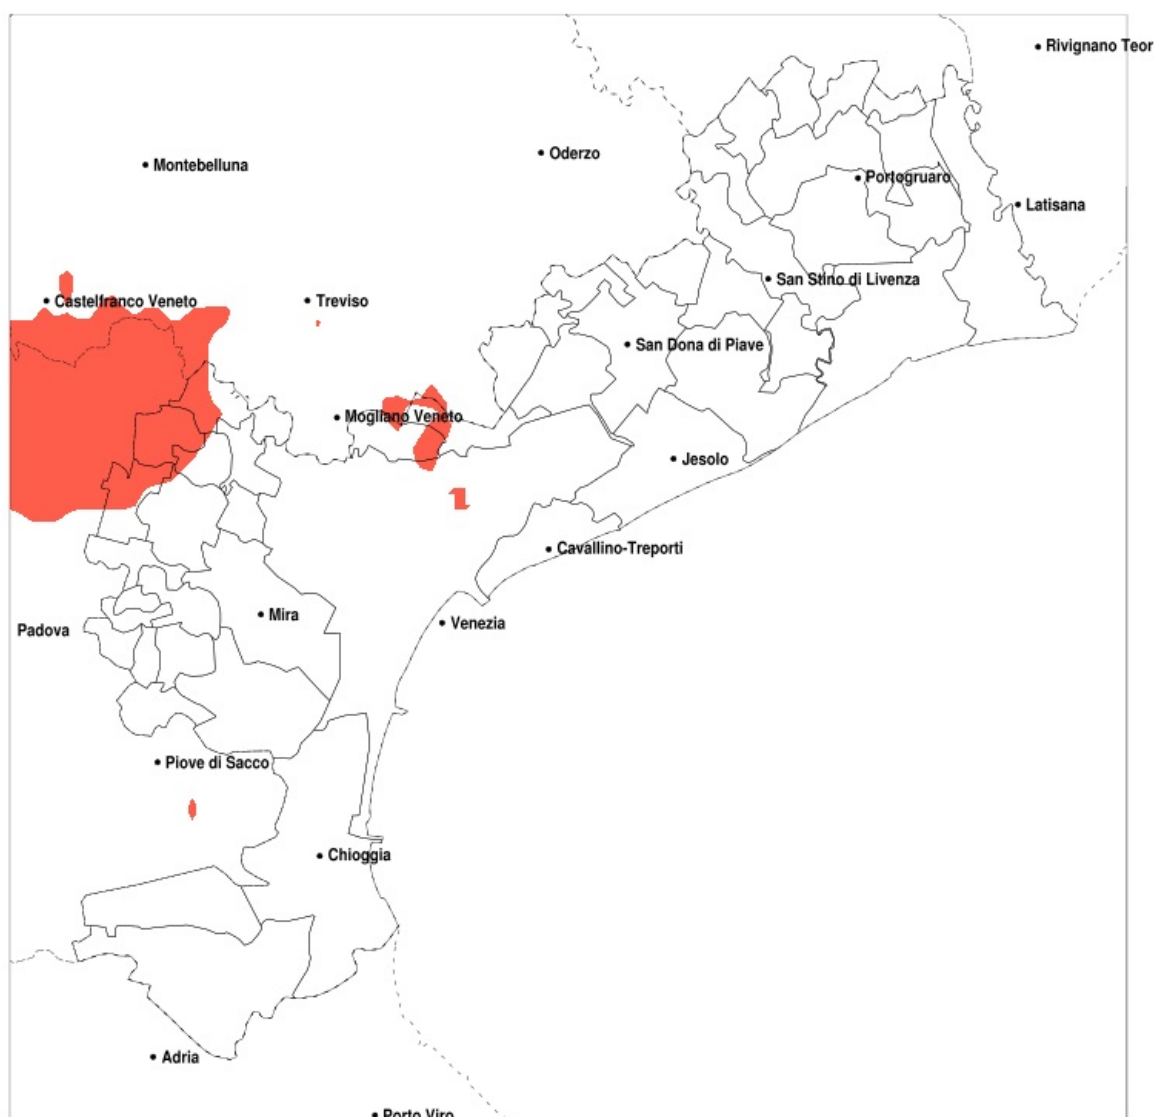 Rivignano Teor
Oderzo
Montebelluna
Portogruaro
Latisana
San Stino di Livenza
Castelfranco Veneto
Treviso
San Dona di Piave
Mogliano Veneto
Jesolo
Cavallino-Treporti
Mira
Venezia
Padova
Piove di Sacco
Chioggia
Adria
Porto Viro